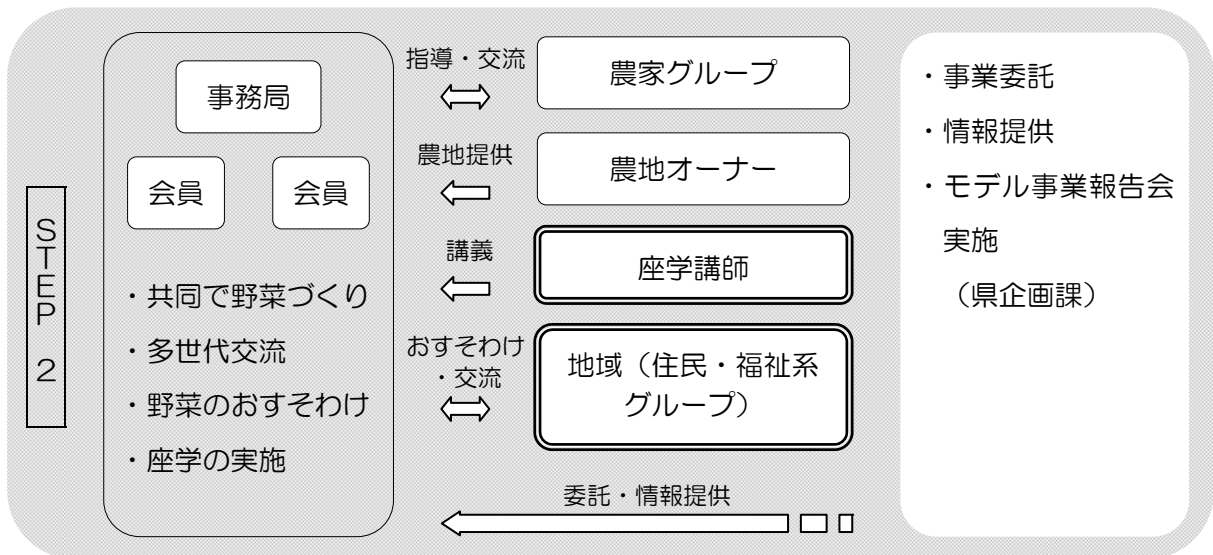 STEP 2
事務局
会員
会員
・共同で野菜づくり
・多世代交流
・野菜のおすそわけ
・座学の実施
指導・交流
農家グループ
農地提供
農地オーナー
講義
座学講師
おすそわけ
・交流
地域（住民・福祉系
グループ）
委託・情報提供
・事業委託
・情報提供
・モデル事業報告会
実施
（県企画課）